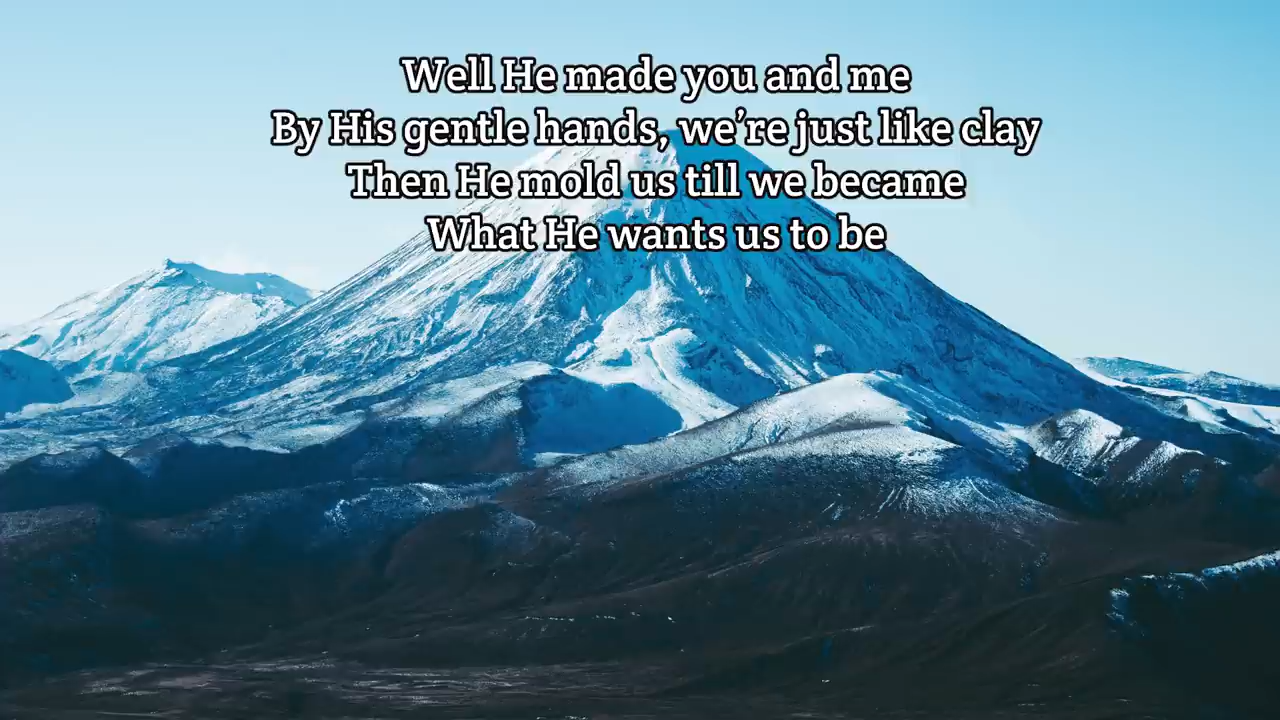 Well He made you and me
By His gentle hands, we’re just like clay
Then He mold us till we became
What He wants us to be